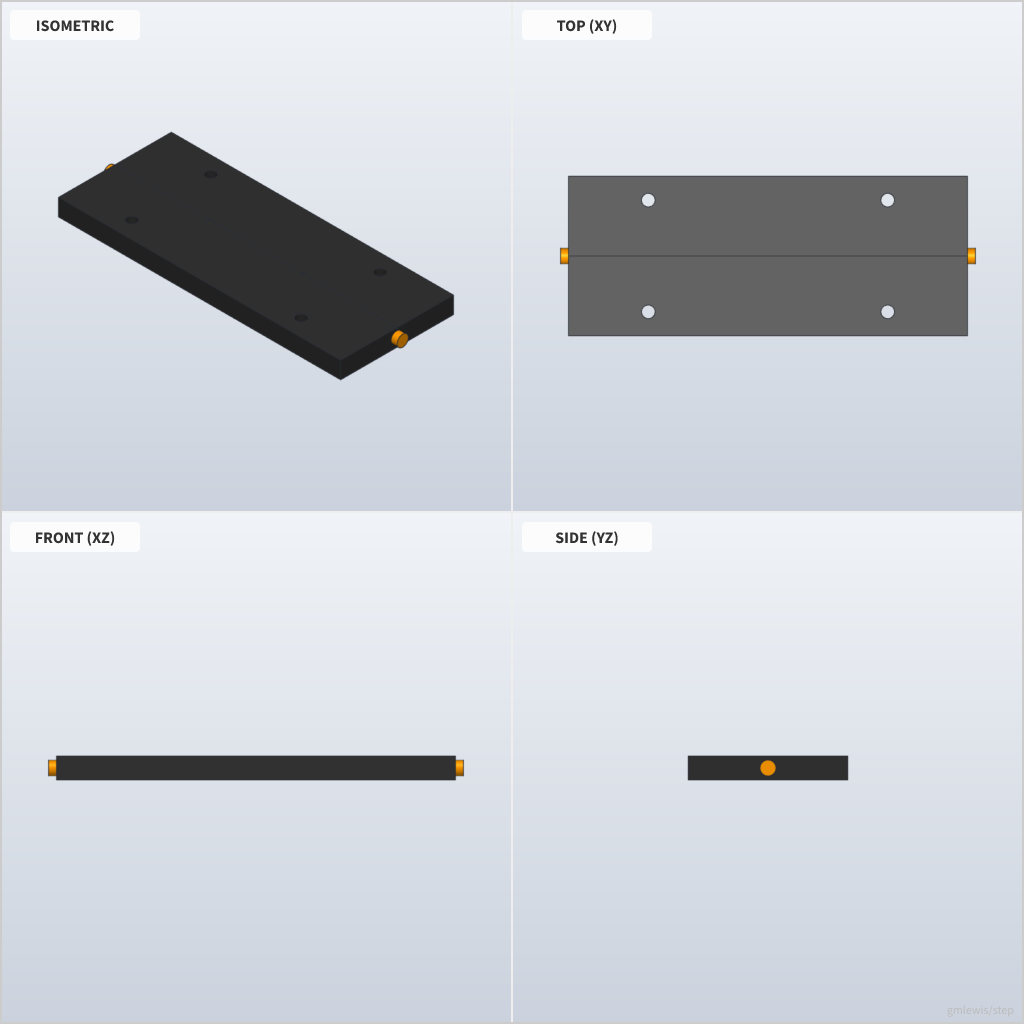 ISOMETRIC
TOP (XY)
FRONT (XZ)
SIDE (YZ)
gmlewis/step